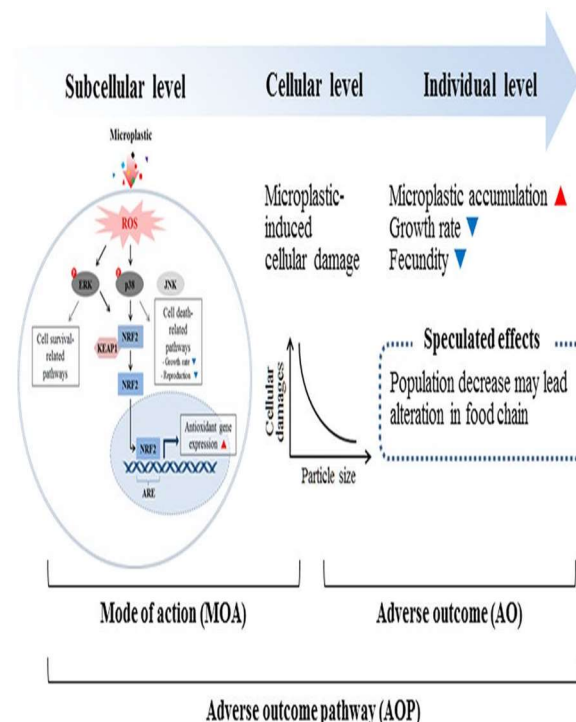 Subcellular level
Cellular level
Individual level
Microplastic
ROS
ERK
p38
JNK
Cell survival-
related
pathways
KEAP1
NRF2
Cell death-
related
pathways
- Growth rate ▼
- Reproduction ▼
NRF2
NRF2
Antioxidant gene
expression ▲
ARE
Microplastic-
induced
cellular damage
Cellular
damages
Particle size
Microplastic accumulation ▲
Growth rate ▼
Fecundity ▼
Speculated effects
Population decrease may lead
alteration in food chain
Mode of action (MOA)
Adverse outcome (AO)
Adverse outcome pathway (AOP)